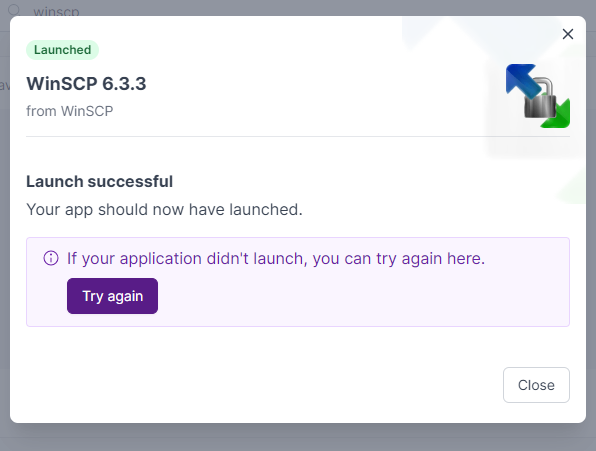 winscp
Launched
WinSCP 6.3.3
from WinSCP
Launch successful
Your app should now have launched.
If your application didn't launch, you can try again here.
Try again
Close